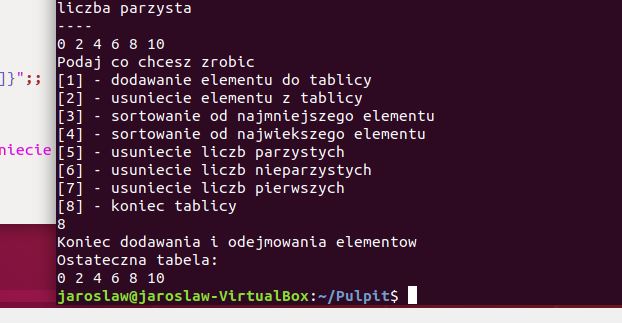 liczba parzysta
----
0 2 4 6 8 10
Podaj co chcesz zrobic
]}";;
[1] - dodawanie elementu do tablicy
[2] - usuniecie elementu z tablicy
[3] - sortowanie od najmniejszego elementu
[4] - sortowanie od najwiekszego elementu
niecie
[5] - usuniecie liczb parzystych
[6] - usuniecie liczb nieparzystych
[7] - usuniecie liczb pierwszych
[8] - koniec tablicy
8
Koniec dodawania i odejmowania elementow
Ostateczna tabela:
0 2 4 6 8 10
jaroslaw@jaroslaw-VirtualBox:~/Pulpit$